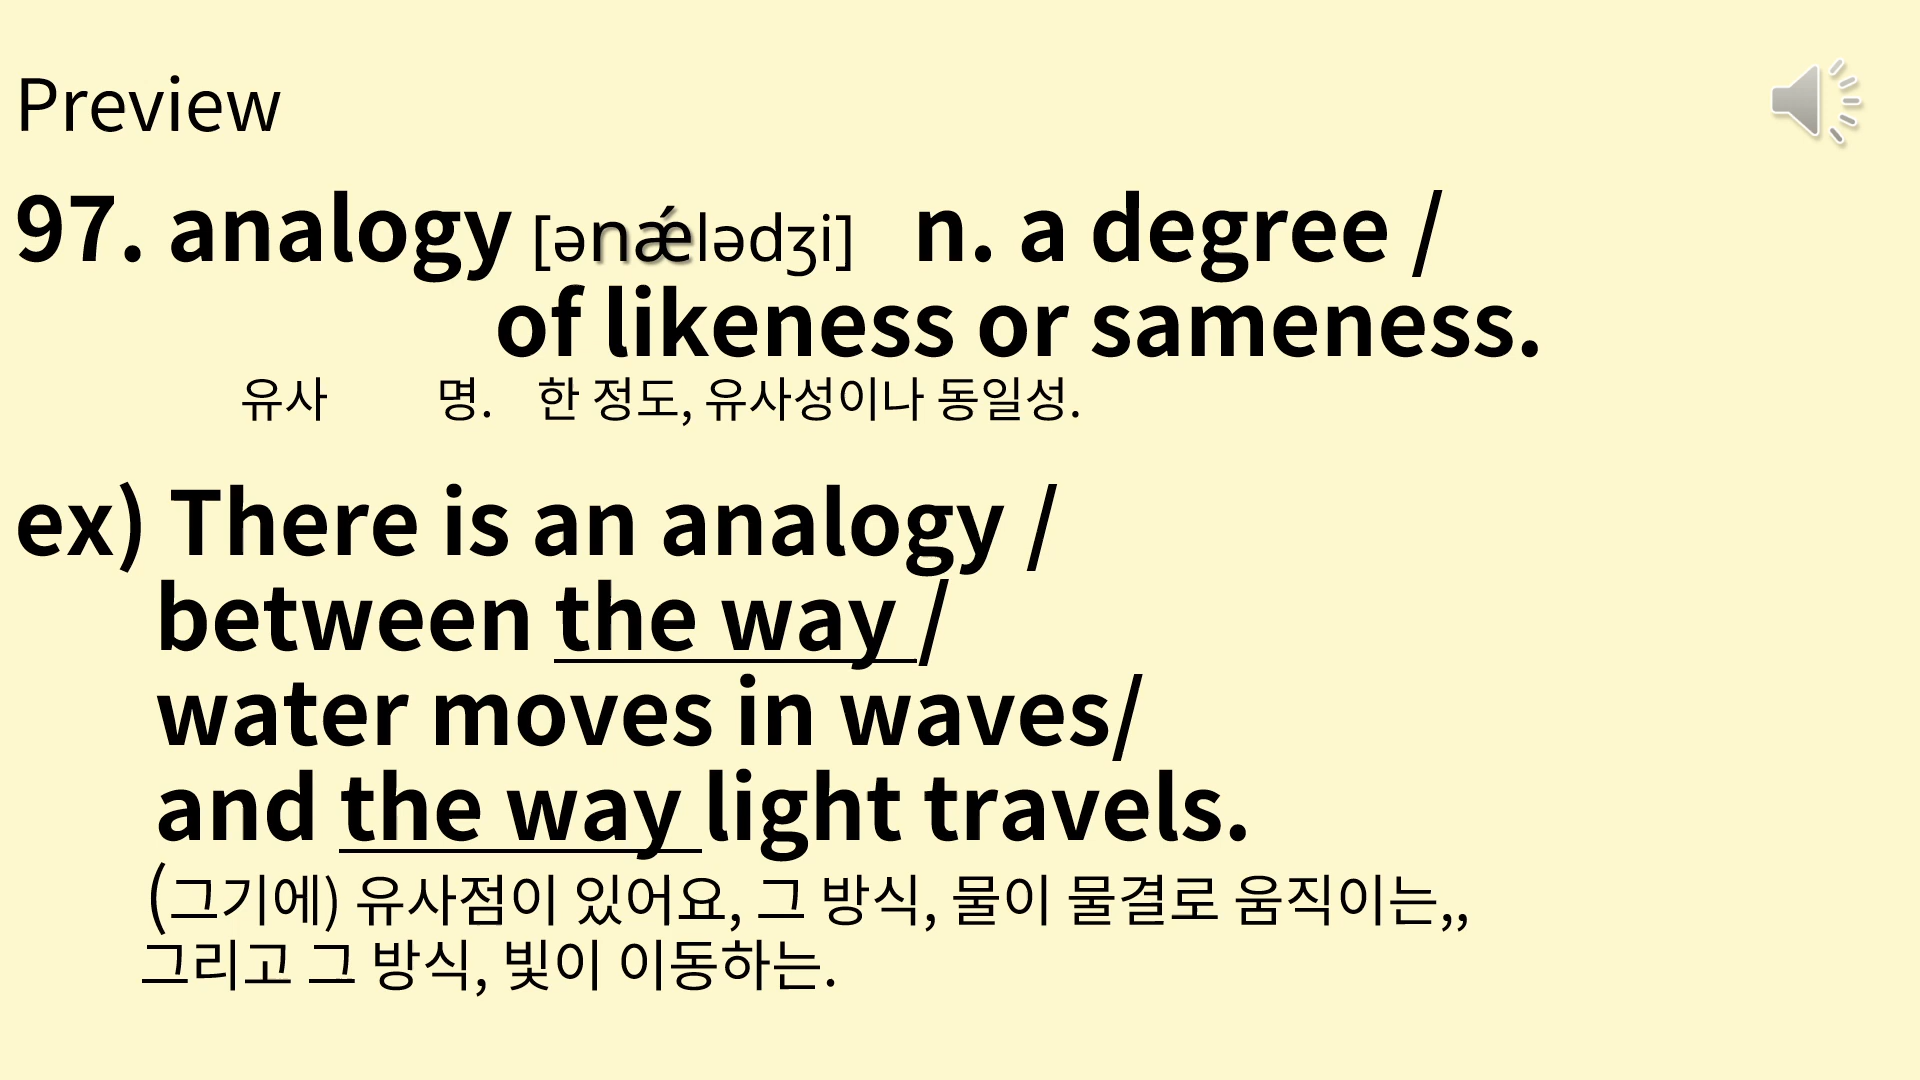 Preview
97. analogy [ənǽlədʒi] n. a degree /
of likeness or sameness.
유사 명. 한 정도, 유사성이나 동일성.
ex) There is an analogy /
between the way /
water moves in waves/
and the way light travels.
(그기에) 유사점이 있어요, 그 방식, 물이 물결로 움직이는,,
그리고 그 방식, 빛이 이동하는.